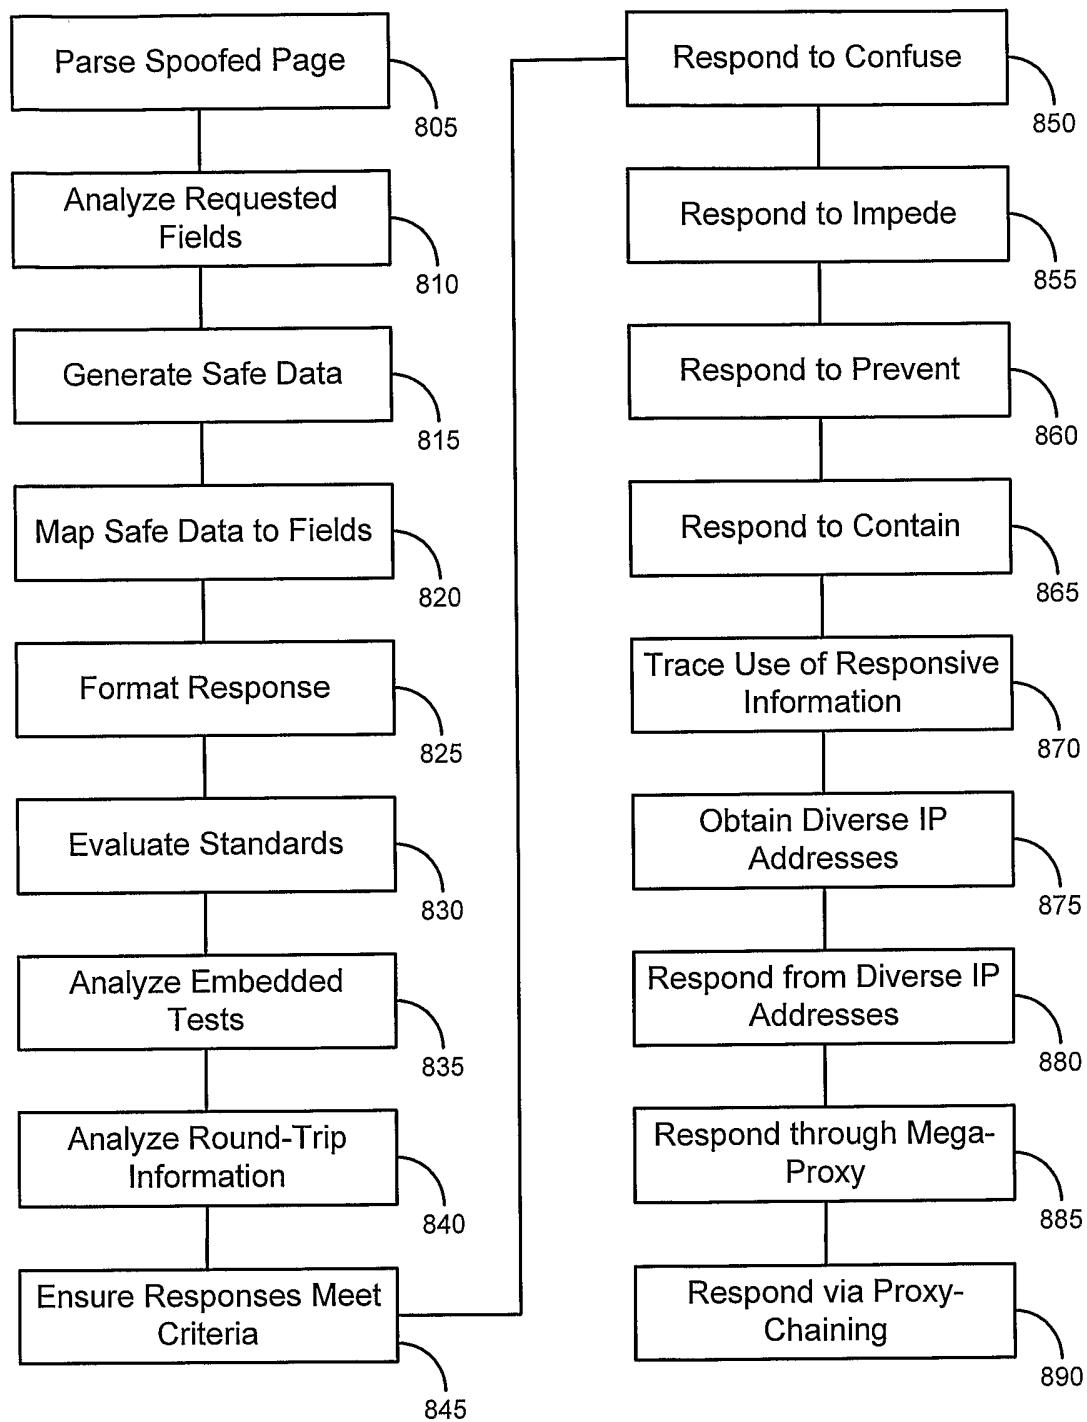 Parse Spoofed Page
805
Analyze Requested
Fields
810
Generate Safe Data
815
Map Safe Data to Fields
820
Format Response
825
Evaluate Standards
830
Analyze Embedded
Tests
835
Analyze Round-Trip
Information
840
Ensure Responses Meet
Criteria
845
Respond to Confuse
850
Respond to Impede
855
Respond to Prevent
860
Respond to Contain
865
Trace Use of Responsive
Information
870
Obtain Diverse IP
Addresses
875
Respond from Diverse IP
Addresses
880
Respond through Mega-
Proxy
885
Respond via Proxy-
Chaining
890